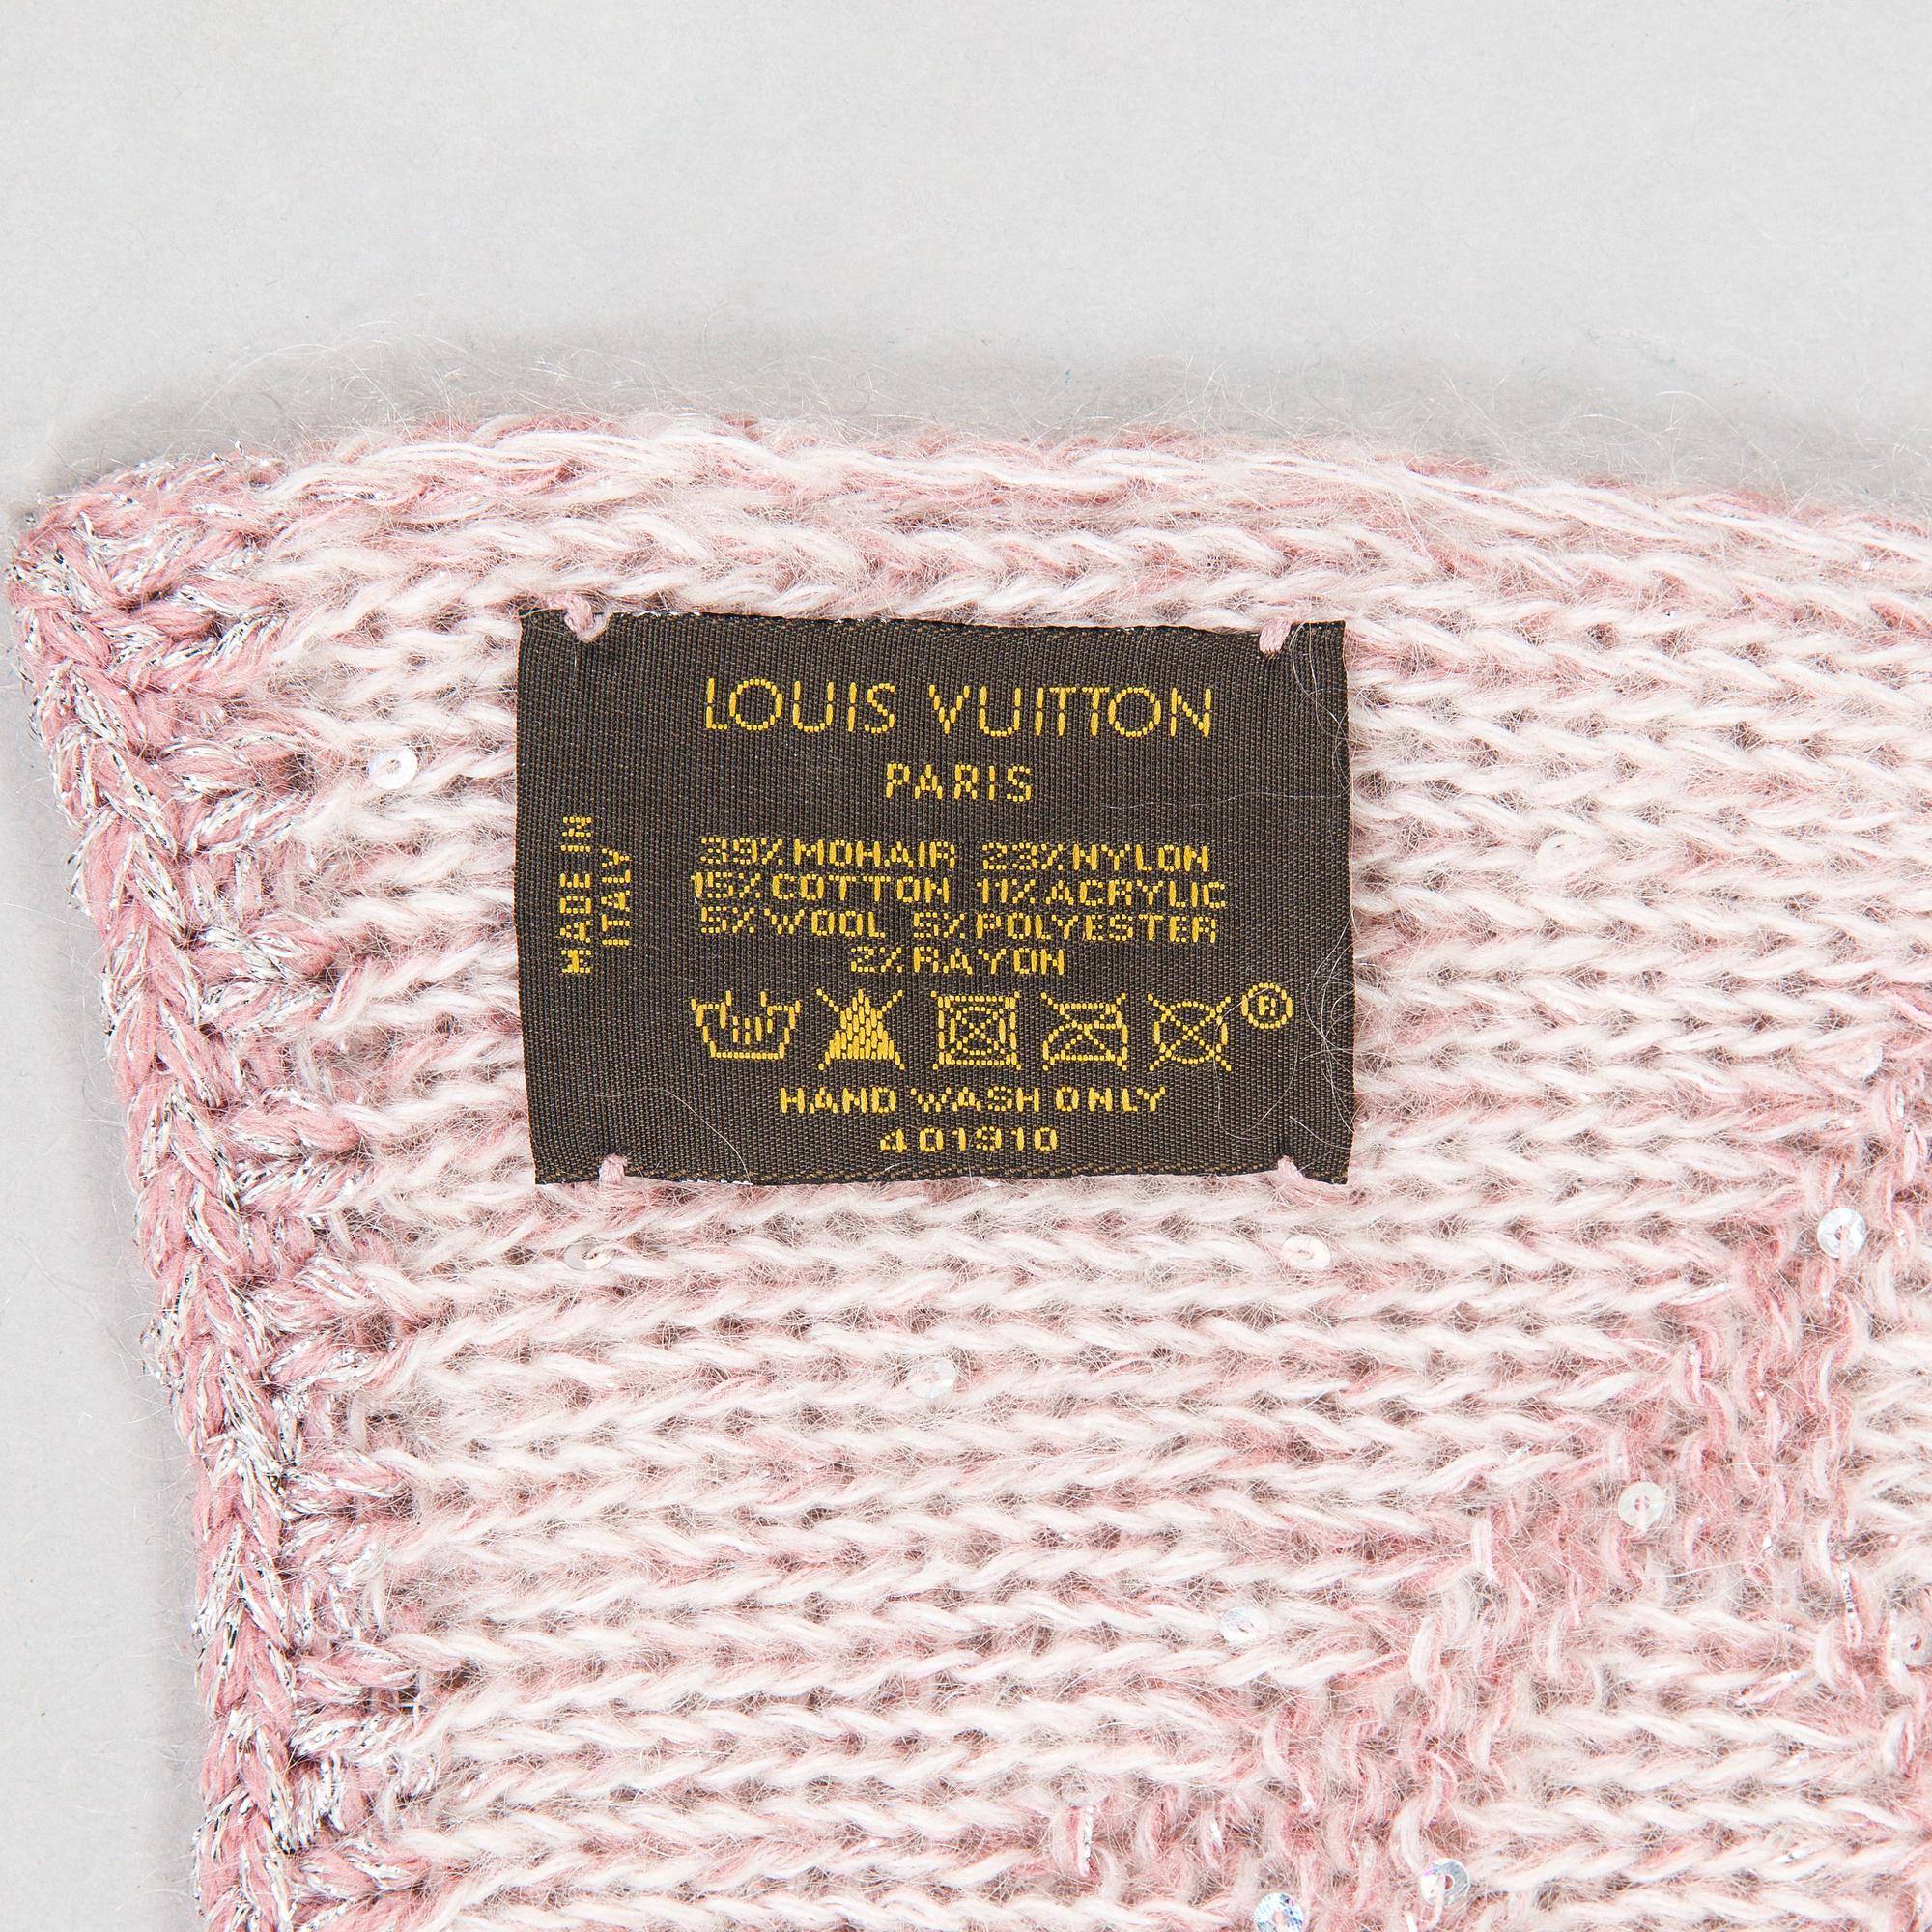 LOUIS VUITTON
PARIS
MADE IN
ITALY
39% MOHAIR 23% NYLON
15% COTTON 11% ACRYLIC
5% WOOL 5% POLYESTER
2% RAYON
®
HAND WASH ONLY
401910